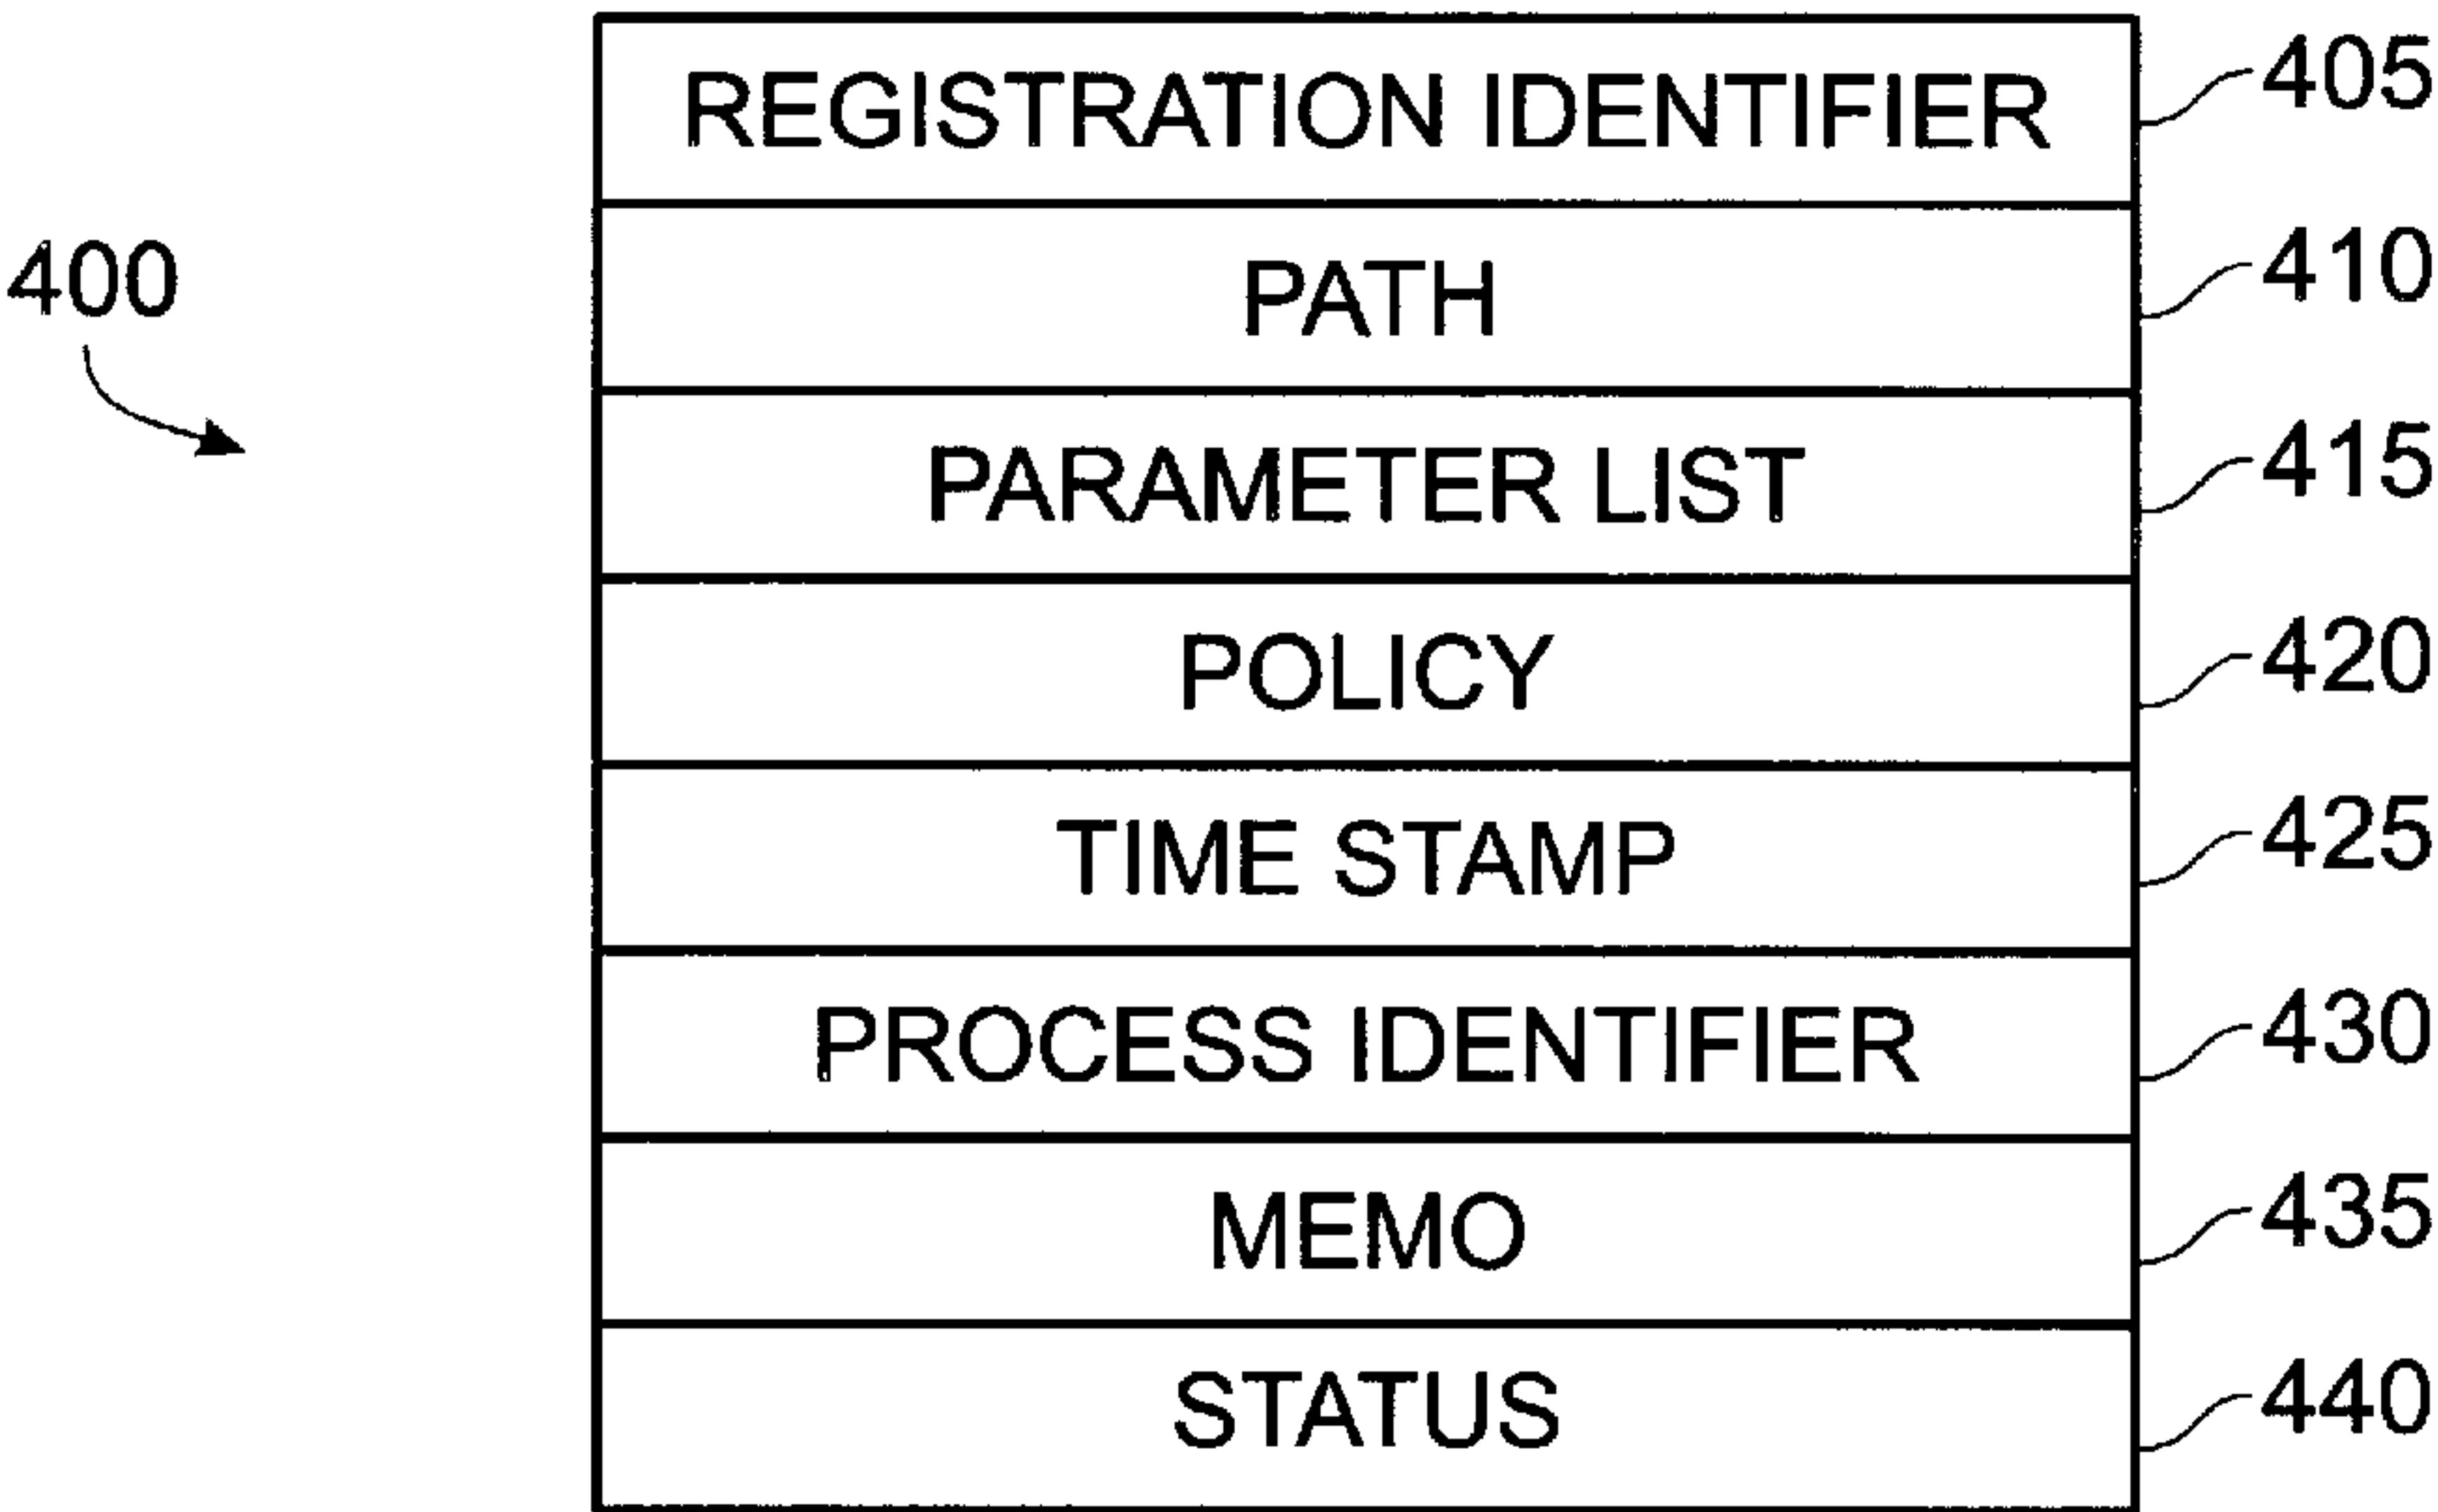 REGISTRATION IDENTIFIER 405
400
PATH 410
PARAMETER LIST 415
POLICY 420
TIME STAMP 425
PROCESS IDENTIFIER 430
MEMO 435
STATUS 440